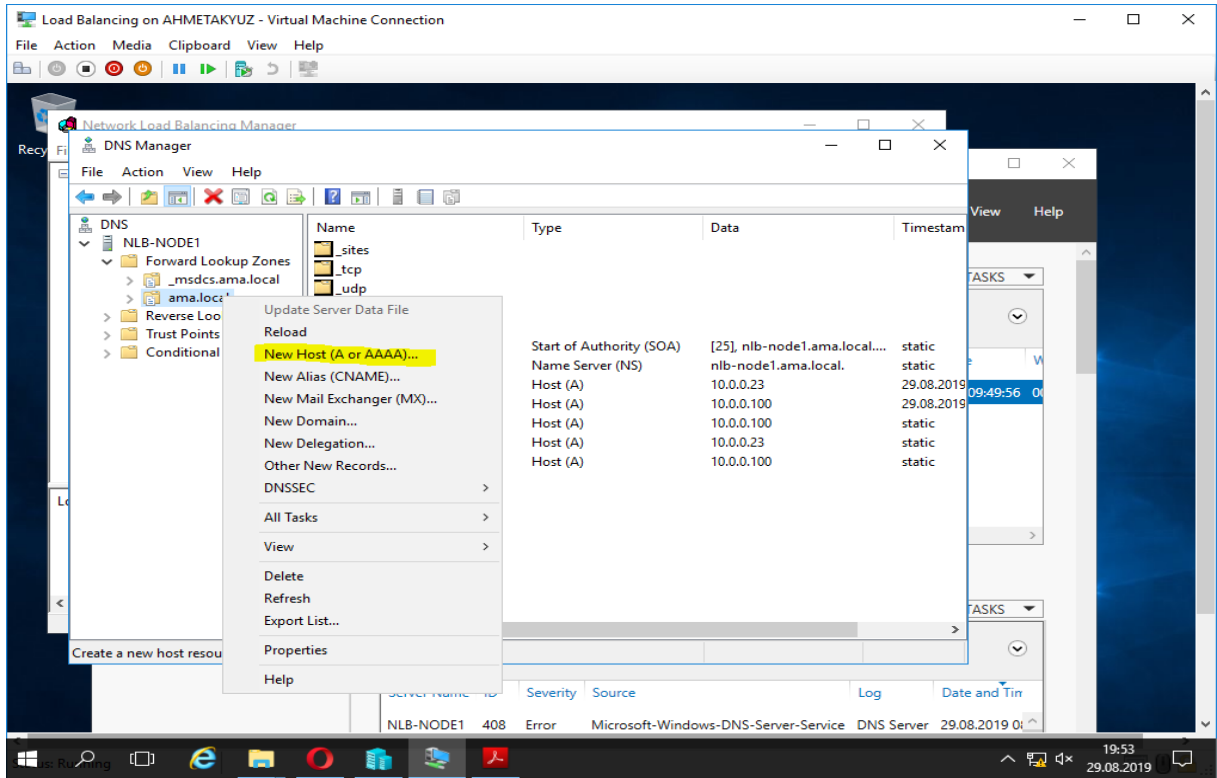 Load Balancing on AHMETAKYUZ - Virtual Machine Connection
File Action Media Clipboard View Help
Network Load Balancing Manager
Recy
Fi
DNS Manager
File Action View Help
View Help
DNS
NLB-NODE1
Forward Lookup Zones
_msdcs.ama.local
ama.local
Reverse Loo
Trust Points
Conditional
Name Type Data Timestam
_sites
_tcp
_udp
Start of Authority (SOA) [25], nlb-node1.ama.local.... static
Name Server (NS) nlb-node1.ama.local. static
Host (A) 10.0.0.23 29.08.2019
Host (A) 10.0.0.100 29.08.2019
Host (A) 10.0.0.100 static
Host (A) 10.0.0.23 static
Host (A) 10.0.0.100 static
Update Server Data File
Reload
New Host (A or AAAA)...
New Alias (CNAME)...
New Mail Exchanger (MX)...
New Domain...
New Delegation...
Other New Records...
DNSSEC
All Tasks
View
Delete
Refresh
Export List...
Properties
Help
Create a new host resou
TASKS
09:49:56
TASKS
Severity Source Log Date and Tim
NLB-NODE1 408 Error Microsoft-Windows-DNS-Server-Service DNS Server 29.08.2019
19:53
29.08.2019